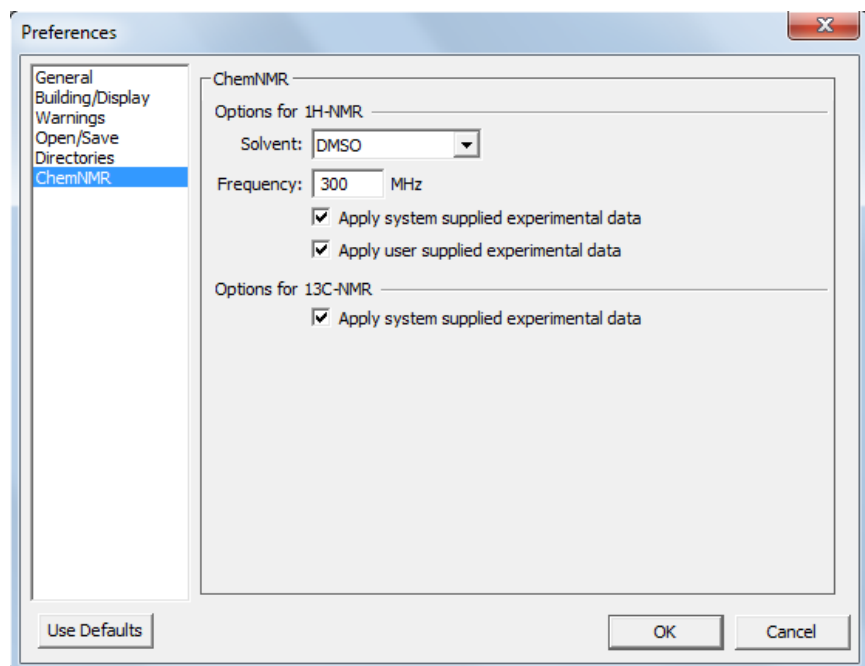 Preferences
General
Building/Display
Warnings
Open/Save
Directories
ChemNMR
ChemNMR
Options for 1H-NMR
Solvent: DMSO
Frequency: 300 MHz
Apply system supplied experimental data
Apply user supplied experimental data
Options for 13C-NMR
Apply system supplied experimental data
Use Defaults
OK
Cancel